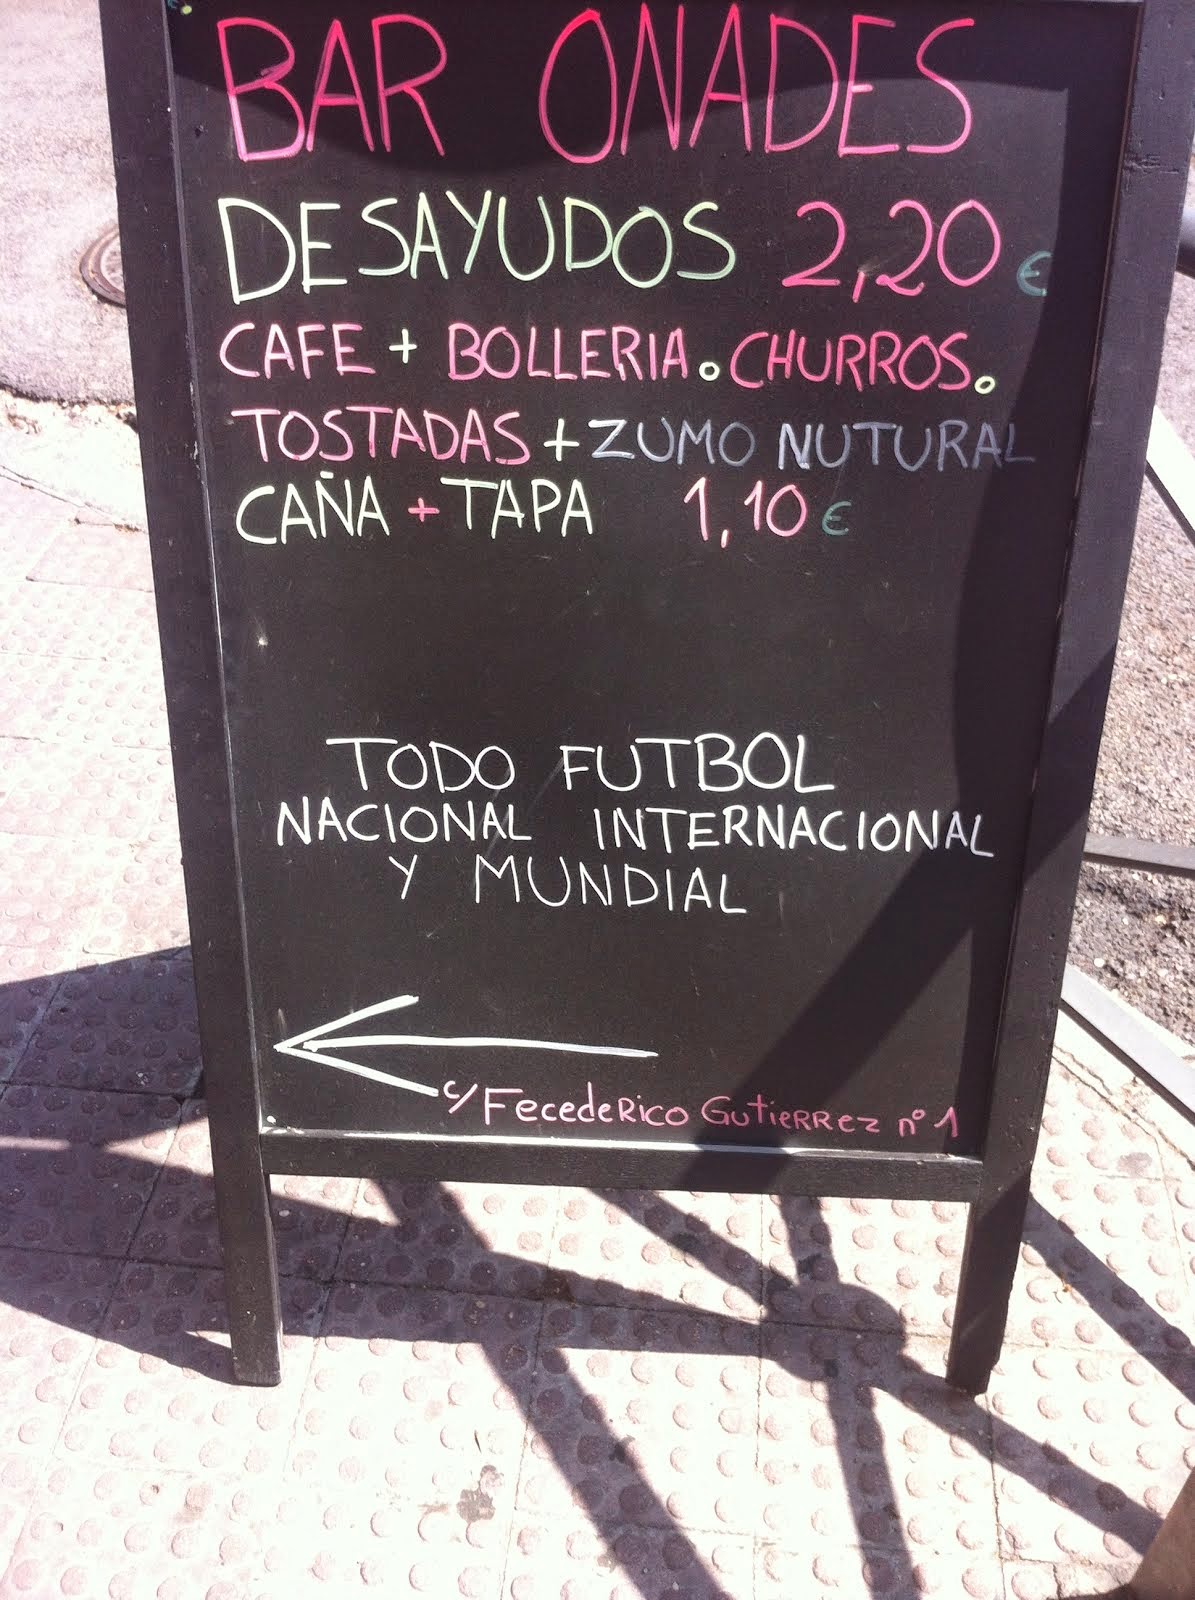 BAR ONADES
DESAYUDOS 2,20 €
CAFE + BOLLERIA. CHURROS.
TOSTADAS + ZUMO NUTURAL
CAÑA + TAPA 1,10 €
TODO FUTBOL
NACIONAL INTERNACIONAL
Y MUNDIAL
c/ FecedeRico GutieRRez nº 1